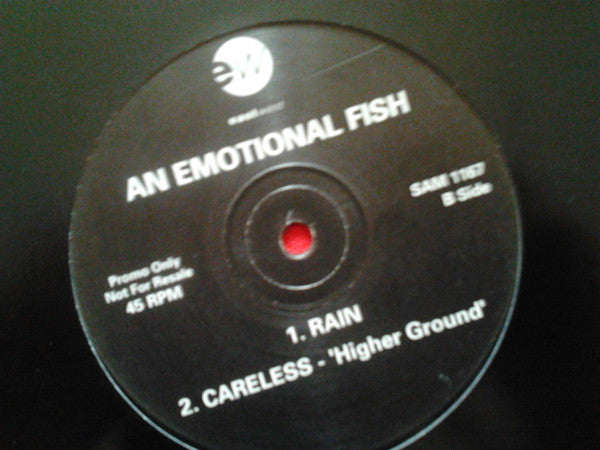 ew
eastwest
AN EMOTIONAL FISH
SAM 1167
B Side
Promo Only
Not For Resale
45 RPM
1. RAIN
2. CARELESS - 'Higher Ground'